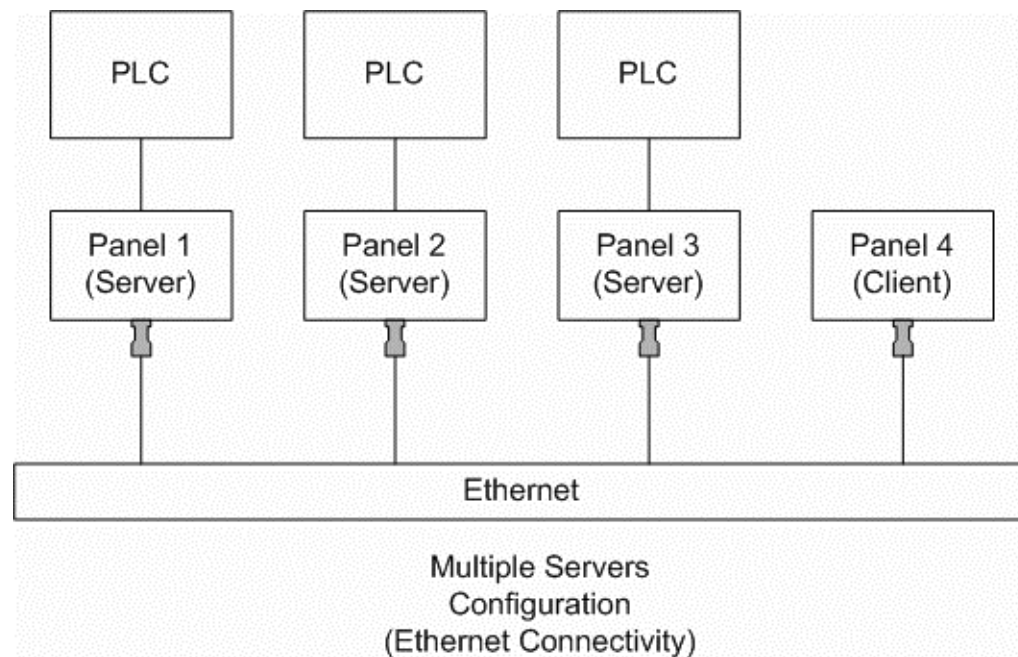 PLC
PLC
PLC
Panel 1
(Server)
Panel 2
(Server)
Panel 3
(Server)
Panel 4
(Client)
Ethernet
Multiple Servers
Configuration
(Ethernet Connectivity)